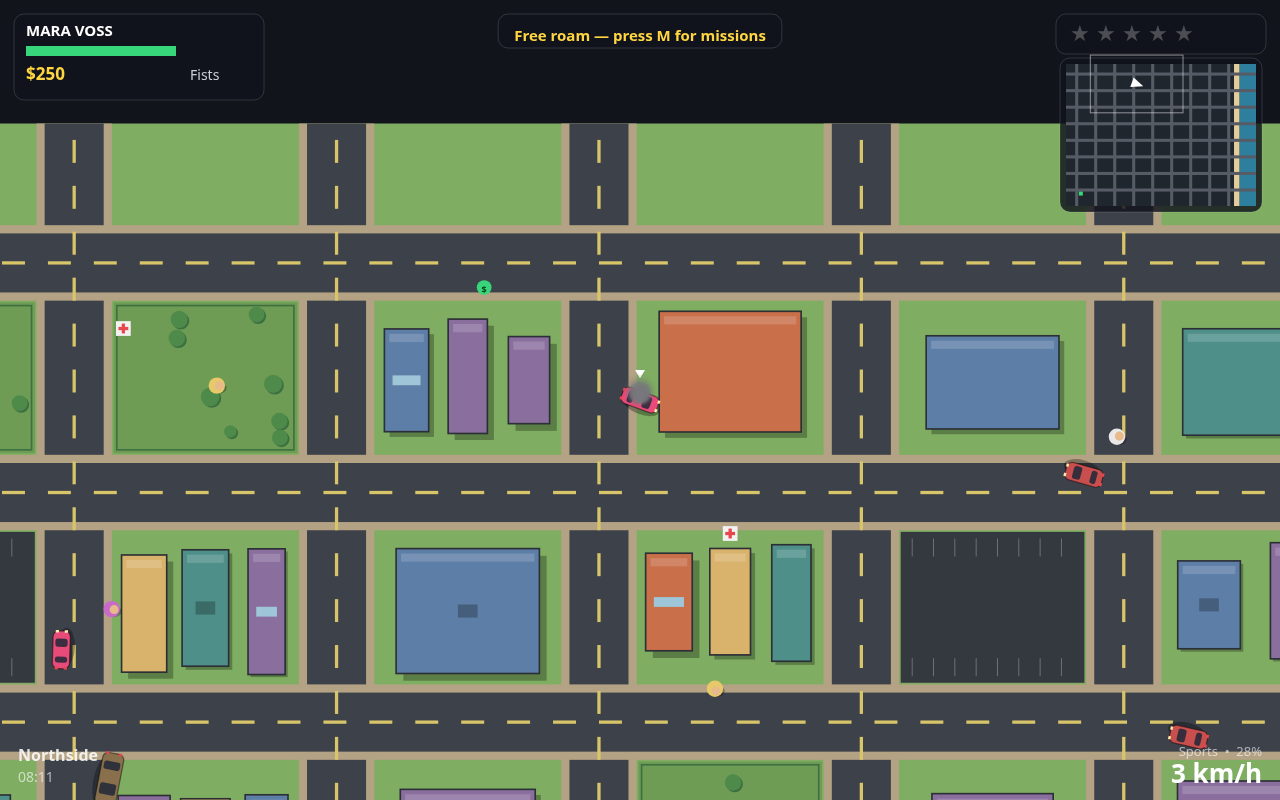 MARA VOSS
$250
Fists
Free roam — press M for missions
$
Northside
08:11
Sports • 28%
3 km/h